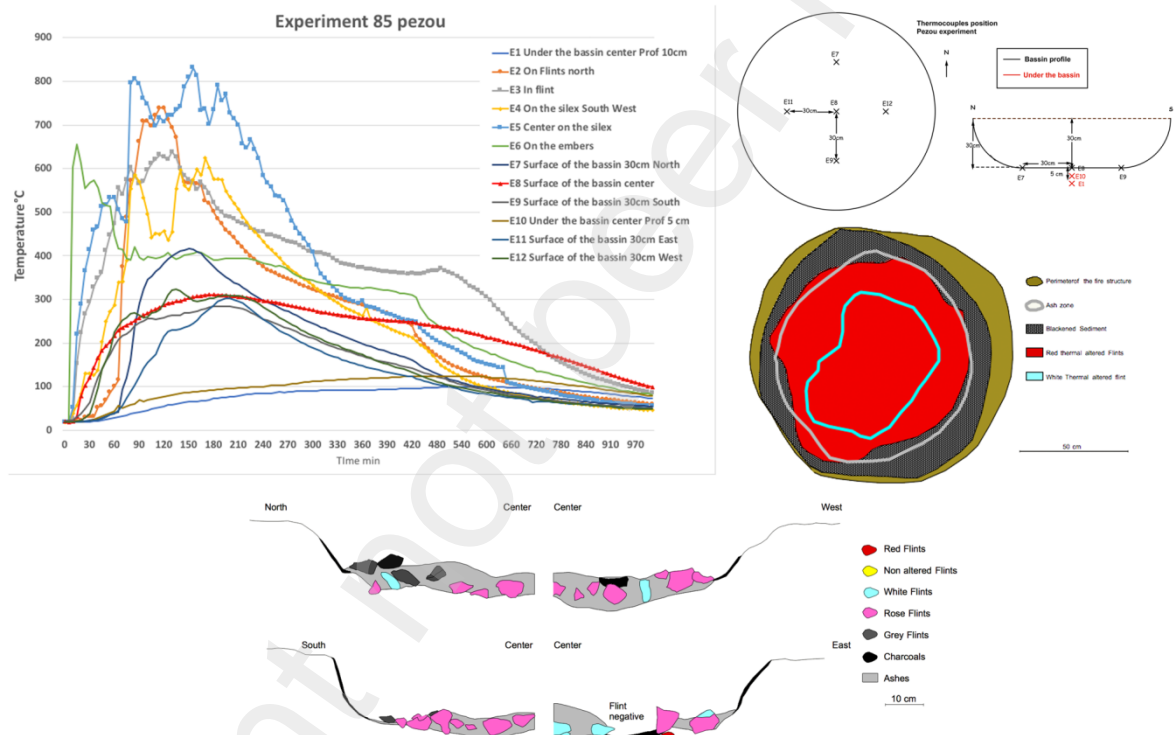 Experiment 85 pezou
900
800
700
600
500
400
300
200
100
0
Temperature°C
0 30 60 90 120 150 180 210 240 270 300 330 360 390 420 480 540 600 660 720 780 840 910 970
TIme min
E1 Under the bassin center Prof 10cm
E2 On Flints north
E3 In flint
E4 On the silex South West
E5 Center on the silex
E6 On the embers
E7 Surface of the bassin 30cm North
E8 Surface of the bassin center
E9 Surface of the bassin 30cm South
E10 Under the bassin center Prof 5 cm
E11 Surface of the bassin 30cm East
E12 Surface of the bassin 30cm West
Thermocouples position
Pezou experiment
N
E7
E11
E8
E12
30cm
30cm
E9
Bassin profile
Under the bassin
N
S
30cm
30cm
30cm
E7
E8
E9
5 cm
E10
E1
Perimeterof the fire structure
Ash zone
Blackened Sediment
Red thermal altered Flints
White Thermal altered flint
50 cm
North
Center
Center
West
South
Center
Center
East
Flint
negative
Red Flints
Non altered Flints
White Flints
Rose Flints
Grey Flints
Charcoals
Ashes
10 cm
not